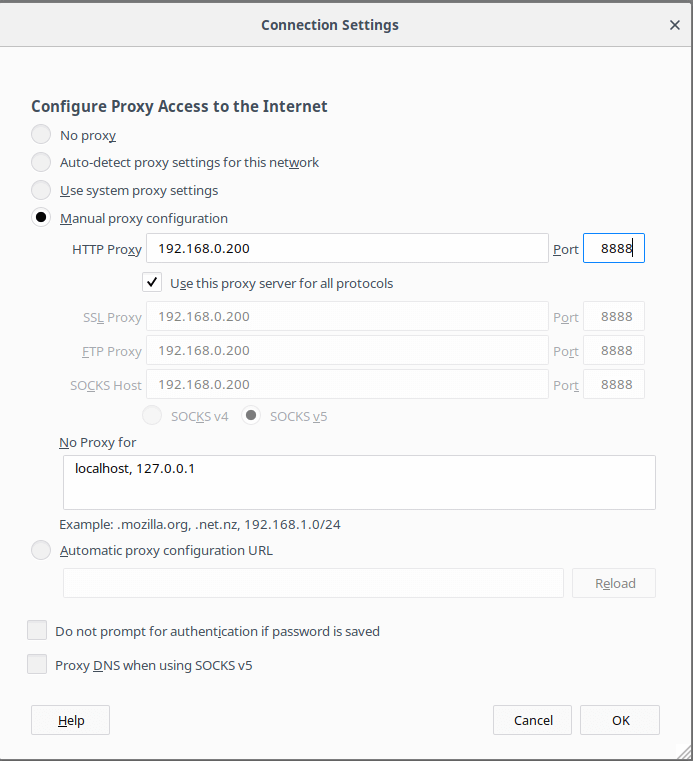 Connection Settings
Configure Proxy Access to the Internet
No proxy
Auto-detect proxy settings for this network
Use system proxy settings
Manual proxy configuration
HTTP Proxy 192.168.0.200 Port 8888
Use this proxy server for all protocols
SSL Proxy 192.168.0.200 Port 8888
FTP Proxy 192.168.0.200 Port 8888
SOCKS Host 192.168.0.200 Port 8888
SOCKS v4 SOCKS v5
No Proxy for
localhost, 127.0.0.1
Example: .mozilla.org, .net.nz, 192.168.1.0/24
Automatic proxy configuration URL
Reload
Do not prompt for authentication if password is saved
Proxy DNS when using SOCKS v5
Help Cancel OK